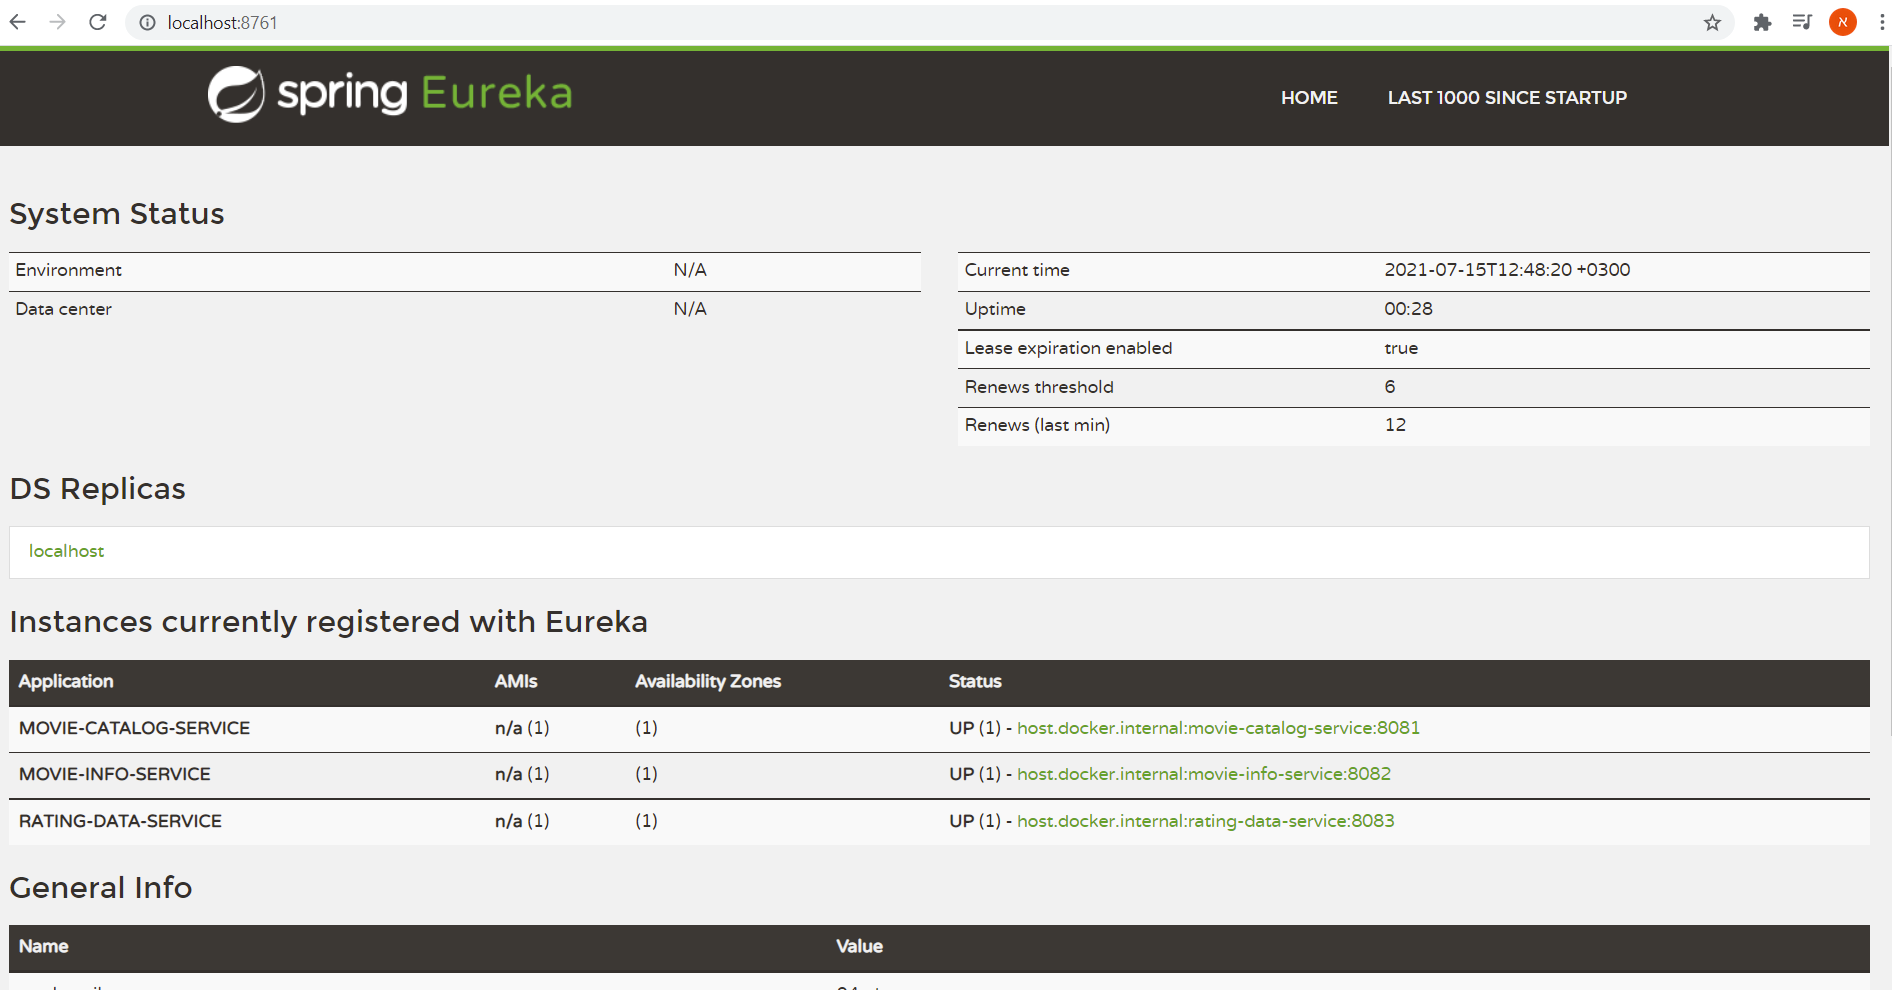 localhost:8761
א
spring Eureka
HOME LAST 1000 SINCE STARTUP
System Status
Environment N/A
Data center N/A
Current time 2021-07-15T12:48:20 +0300
Uptime 00:28
Lease expiration enabled true
Renews threshold 6
Renews (last min) 12
DS Replicas
localhost
Instances currently registered with Eureka
Application AMIs Availability Zones Status
MOVIE-CATALOG-SERVICE n/a (1) (1) UP (1) - host.docker.internal:movie-catalog-service:8081
MOVIE-INFO-SERVICE n/a (1) (1) UP (1) - host.docker.internal:movie-info-service:8082
RATING-DATA-SERVICE n/a (1) (1) UP (1) - host.docker.internal:rating-data-service:8083
General Info
Name Value